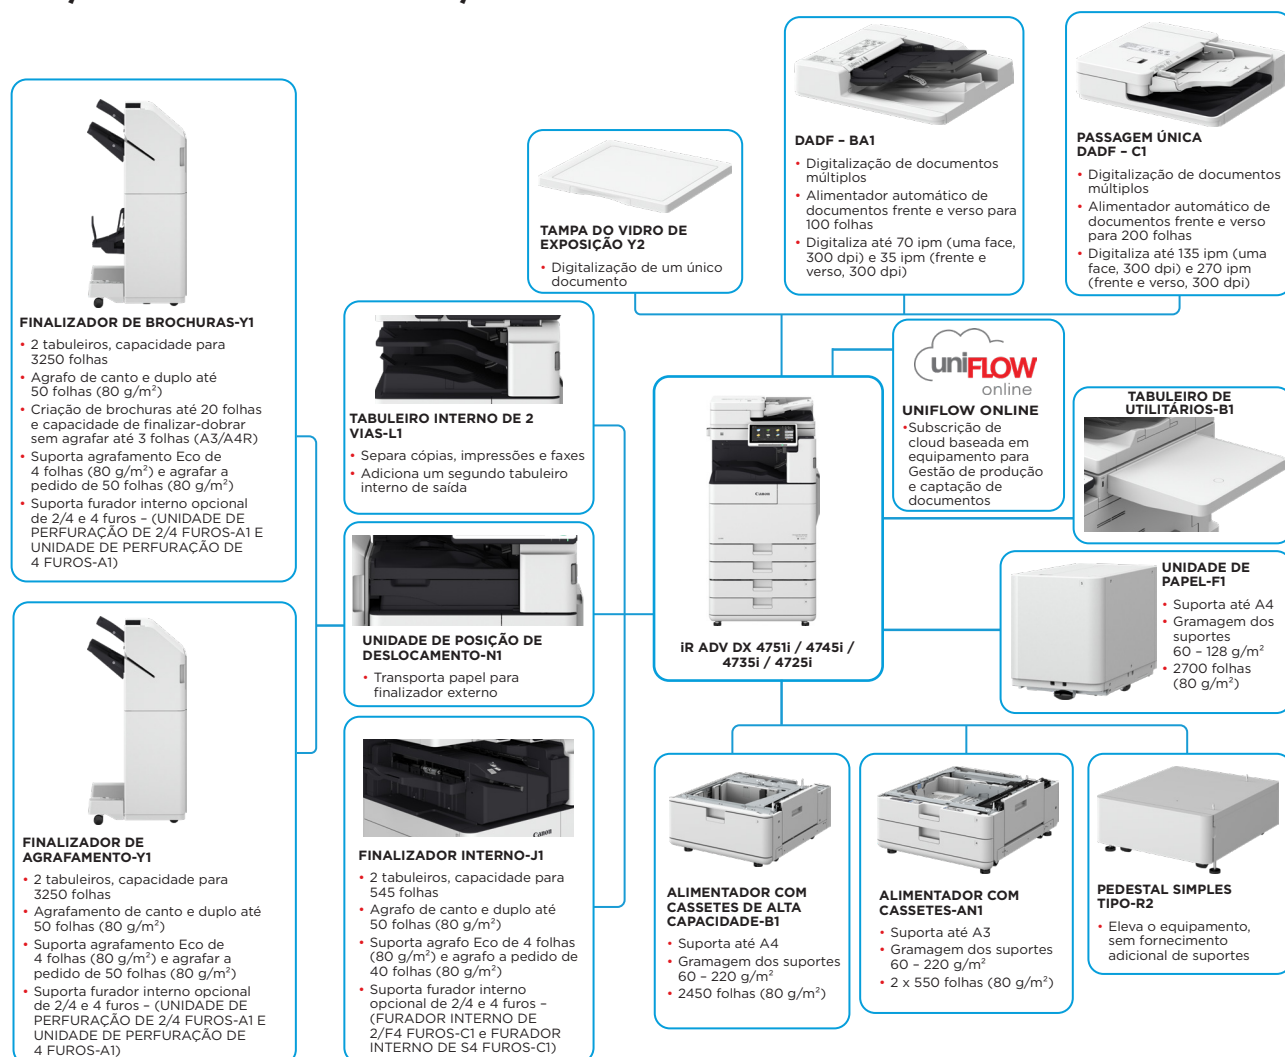 FINALIZADOR DE BROCHURAS-Y1
• 2 tabuleiros, capacidade para
3250 folhas
• Agrafo de canto e duplo até
50 folhas (80 g/m²)
• Criação de brochuras até 20 folhas
e capacidade de finalizar-dobrar
sem agrafar até 3 folhas (A3/A4R)
• Suporta agrafamento Eco de
4 folhas (80 g/m²) e agrafar a
pedido de 50 folhas (80 g/m²)
• Suporta furador interno opcional
de 2/4 e 4 furos – (UNIDADE DE
PERFURAÇÃO DE 2/4 FUROS-A1 E
UNIDADE DE PERFURAÇÃO DE
4 FUROS-A1)
FINALIZADOR DE
AGRAFAMENTO-Y1
• 2 tabuleiros, capacidade para
3250 folhas
• Agrafamento de canto e duplo até
50 folhas (80 g/m²)
• Suporta agrafamento Eco de
4 folhas (80 g/m²) e agrafar a
pedido de 50 folhas (80 g/m²)
• Suporta furador interno opcional
de 2/4 e 4 furos – (UNIDADE DE
PERFURAÇÃO DE 2/4 FUROS-A1 E
UNIDADE DE PERFURAÇÃO DE
4 FUROS-A1)
TABULEIRO INTERNO DE 2
VIAS-L1
• Separa cópias, impressões e faxes
• Adiciona um segundo tabuleiro
interno de saída
UNIDADE DE POSIÇÃO DE
DESLOCAMENTO-N1
• Transporta papel para
finalizador externo
Canon
FINALIZADOR INTERNO-J1
• 2 tabuleiros, capacidade para
545 folhas
• Agrafo de canto e duplo até
50 folhas (80 g/m²)
• Suporta agrafo Eco de 4 folhas
(80 g/m²) e agrafo a pedido de
40 folhas (80 g/m²)
• Suporta furador interno
opcional de 2/4 e 4 furos –
(FURADOR INTERNO DE
2/F4 FUROS-C1 e FURADOR
INTERNO DE S4 FUROS-C1)
TAMPA DO VIDRO DE
EXPOSIÇÃO Y2
• Digitalização de um único
documento
DADF – BA1
• Digitalização de documentos
múltiplos
• Alimentador automático de
documentos frente e verso para
100 folhas
• Digitaliza até 70 ipm (uma face,
300 dpi) e 35 ipm (frente e
verso, 300 dpi)
PASSAGEM ÚNICA
DADF – C1
• Digitalização de documentos
múltiplos
• Alimentador automático de
documentos frente e verso
para 200 folhas
• Digitaliza até 135 ipm (uma
face, 300 dpi) e 270 ipm
(frente e verso, 300 dpi)
Canon
iR ADV DX 4751i / 4745i /
4735i / 4725i
uniFLOW
online
UNIFLOW ONLINE
•Subscrição de
cloud baseada em
equipamento para
Gestão de produção
e captação de
documentos
TABULEIRO DE
UTILITÁRIOS-B1
UNIDADE DE
PAPEL-F1
• Suporta até A4
• Gramagem dos
suportes
60 – 128 g/m²
• 2700 folhas
(80 g/m²)
ALIMENTADOR COM
CASSETES DE ALTA
CAPACIDADE-B1
• Suporta até A4
• Gramagem dos suportes
60 – 220 g/m²
• 2450 folhas (80 g/m²)
ALIMENTADOR COM
CASSETES-AN1
• Suporta até A3
• Gramagem dos suportes
60 – 220 g/m²
• 2 x 550 folhas (80 g/m²)
PEDESTAL SIMPLES
TIPO-R2
• Eleva o equipamento,
sem fornecimento
adicional de suportes